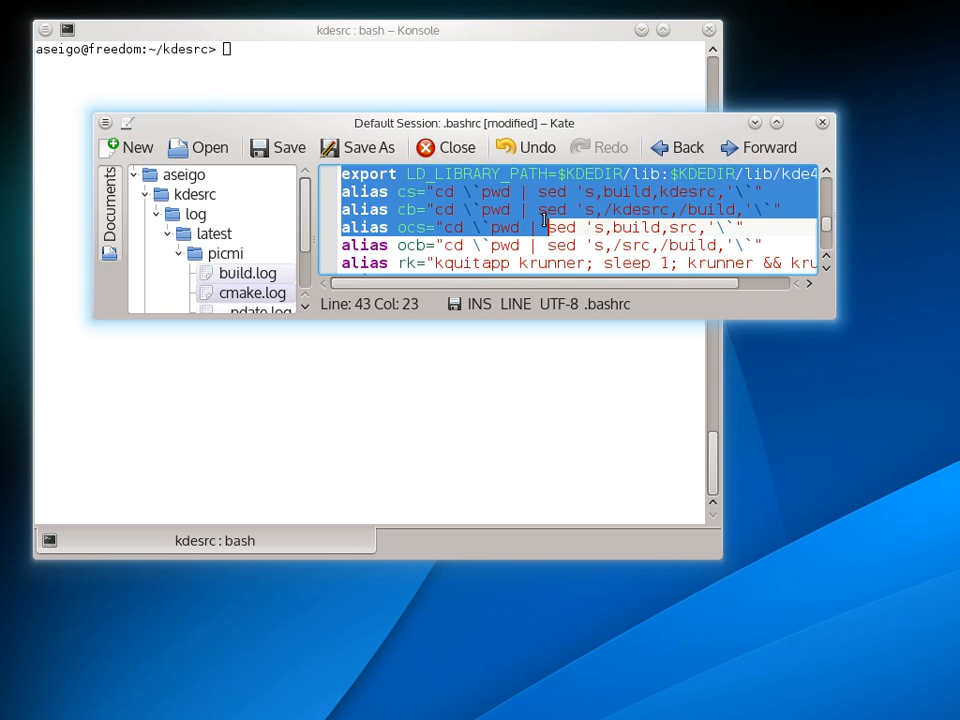 kdesrc : bash – Konsole
aseigo@freedom:~/kdesrc>
Default Session: .bashrc [modified] – Kate
New Open Save Save As Close Undo Redo Back Forward
Documents
aseigo
kdesrc
log
latest
picmi
build.log
cmake.log
export LD_LIBRARY_PATH=$KDEDIR/lib:$KDEDIR/lib/kde4
alias cs="cd \`pwd | sed 's,build,kdesrc,'\`"
alias cb="cd \`pwd | sed 's,/kdesrc,/build,'\`"
alias ocs="cd \`pwd | sed 's,build,src,'\`"
alias ocb="cd \`pwd | sed 's,/src,/build,'\`"
alias rk="kquitapp krunner; sleep 1; krunner && kru
Line: 43 Col: 23 INS LINE UTF-8 .bashrc
kdesrc : bash